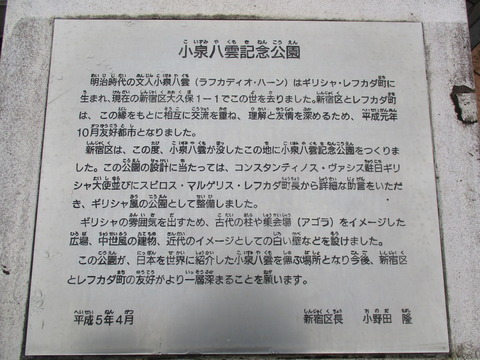 小泉八雲記念公園
明治時代の文人小泉八雲(ラフカディオ・ハーン)はギリシャ・レフカダ町に
生まれ、現在の新宿区大久保1-1でこの世を去りました。新宿区とレフカダ町
は、この縁をもとに相互に交流を重ね、理解と友情を深めるため、平成元年
10月友好都市となりました。
新宿区は、この度、小泉八雲が没したこの地に小泉八雲記念公園をつくりま
した。この公園の設計に当たっては、コンスタンティノス・ヴァシス駐日ギリ
シャ大使並びにスピロス・マルゲリス・レフカダ町長から詳細な助言をいただ
き、ギリシャ風の公園として整備しました。
ギリシャの雰囲気を出すため、古代の柱や集会場(アゴラ)をイメージした
広場、中世風の建物、近代のイメージとしての白い壁などを設けました。
この公園が、日本を世界に紹介した小泉八雲を偲ぶ場所となり今後、新宿区
とレフカダ町の友好がより一層深まることを願います。
平成5年4月 新宿区長 小野田 隆